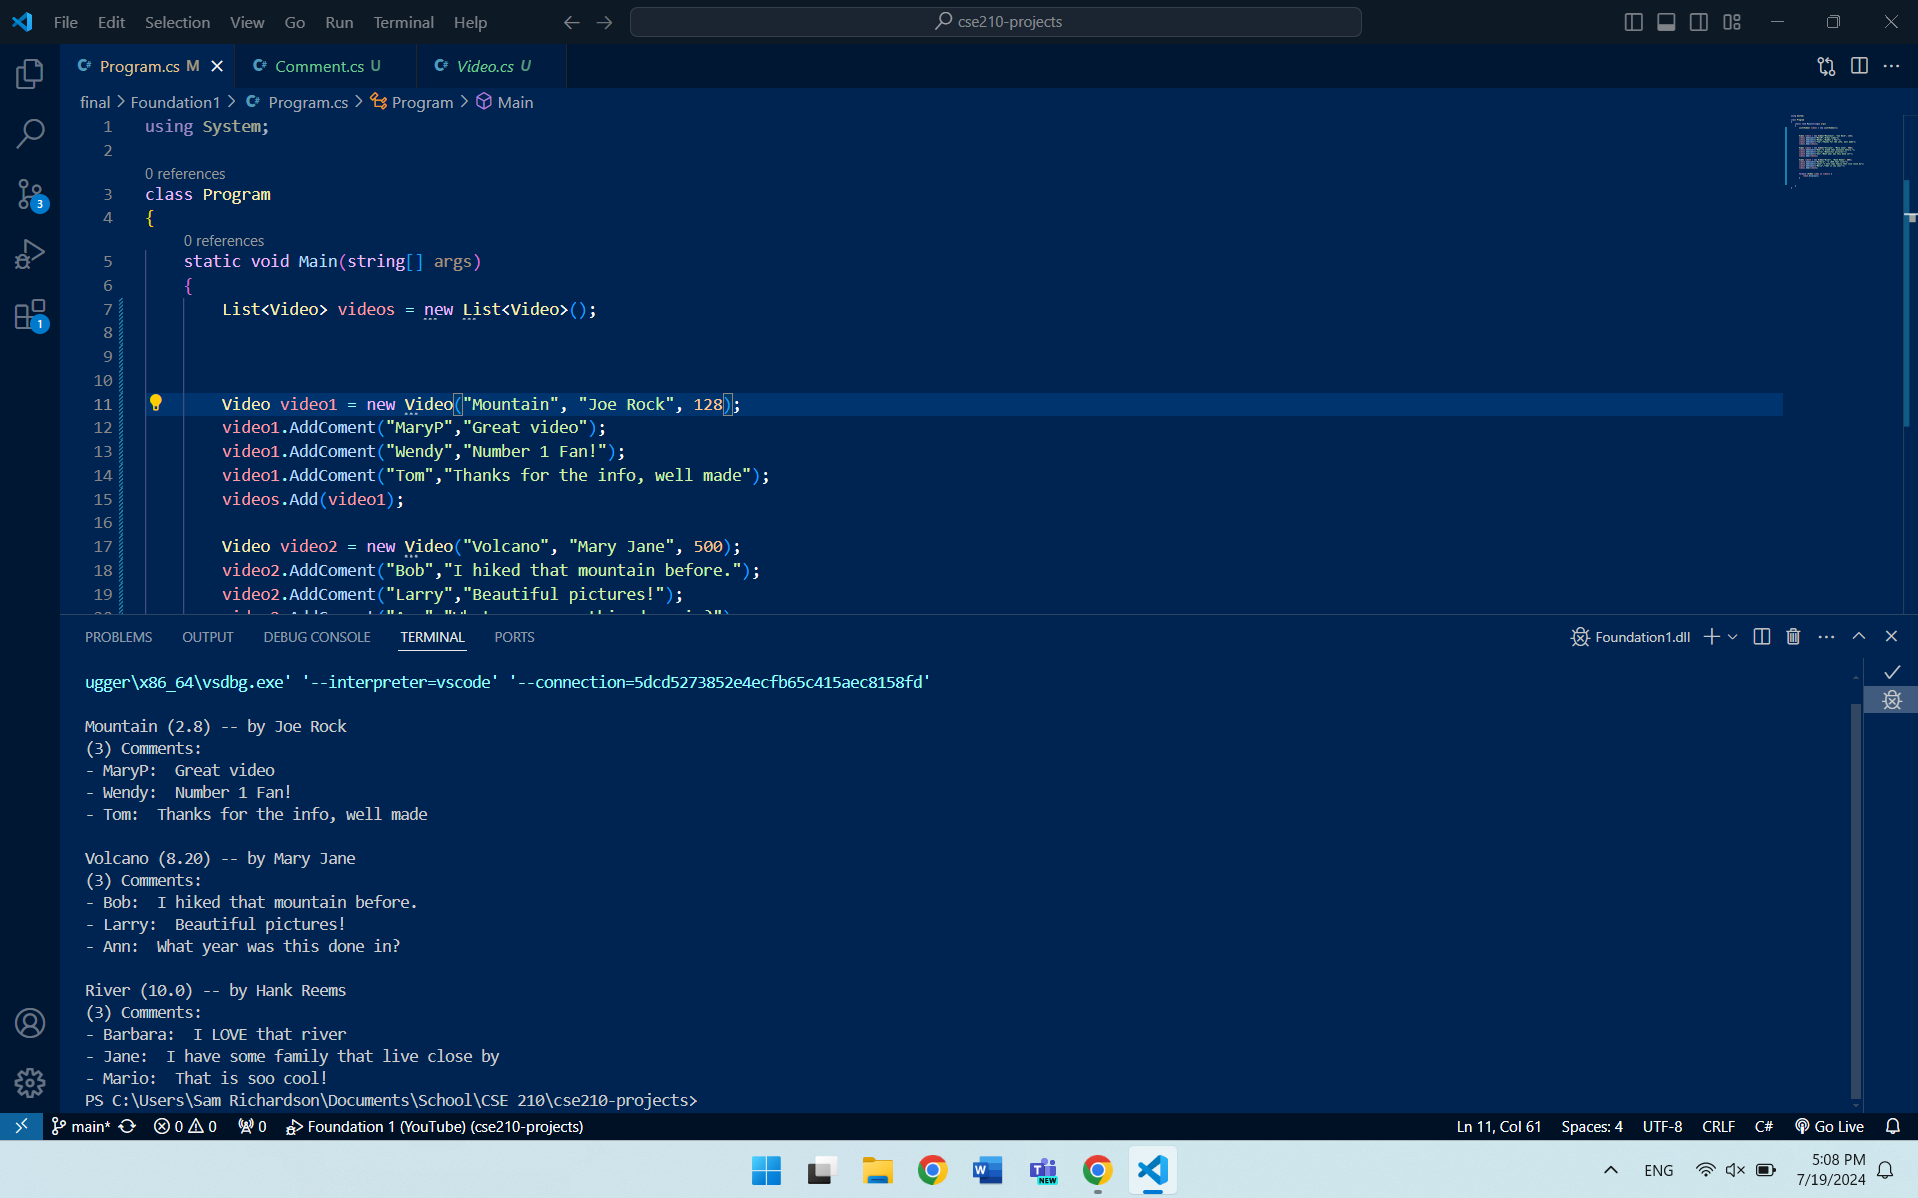 File Edit Selection View Go Run Terminal Help
cse210-projects
Program.cs M
Comment.cs U
Video.cs U
final > Foundation1 > Program.cs > Program > Main
1 using System;
2
0 references
3 class Program
4 {
0 references
5 static void Main(string[] args)
6 {
7 List<Video> videos = new List<Video>();
8
9
10
11 Video video1 = new Video("Mountain", "Joe Rock", 128);
12 video1.AddComent("MaryP","Great video");
13 video1.AddComent("Wendy","Number 1 Fan!");
14 video1.AddComent("Tom","Thanks for the info, well made");
15 videos.Add(video1);
16
17 Video video2 = new Video("Volcano", "Mary Jane", 500);
18 video2.AddComent("Bob","I hiked that mountain before.");
19 video2.AddComent("Larry","Beautiful pictures!");
3
1
PROBLEMS OUTPUT DEBUG CONSOLE TERMINAL PORTS
Foundation1.dll
ugger\x86_64\vsdbg.exe' '--interpreter=vscode' '--connection=5dcd5273852e4ecfb65c415aec8158fd'
Mountain (2.8) -- by Joe Rock
(3) Comments:
- MaryP:  Great video
- Wendy:  Number 1 Fan!
- Tom:  Thanks for the info, well made
Volcano (8.20) -- by Mary Jane
(3) Comments:
- Bob:  I hiked that mountain before.
- Larry:  Beautiful pictures!
- Ann:  What year was this done in?
River (10.0) -- by Hank Reems
(3) Comments:
- Barbara:  I LOVE that river
- Jane:  I have some family that live close by
- Mario:  That is soo cool!
PS C:\Users\Sam Richardson\Documents\School\CSE 210\cse210-projects>
main* 0 0 0 Foundation 1 (YouTube) (cse210-projects)
Ln 11, Col 61 Spaces: 4 UTF-8 CRLF C# Go Live
NEW
ENG
5:08 PM
7/19/2024